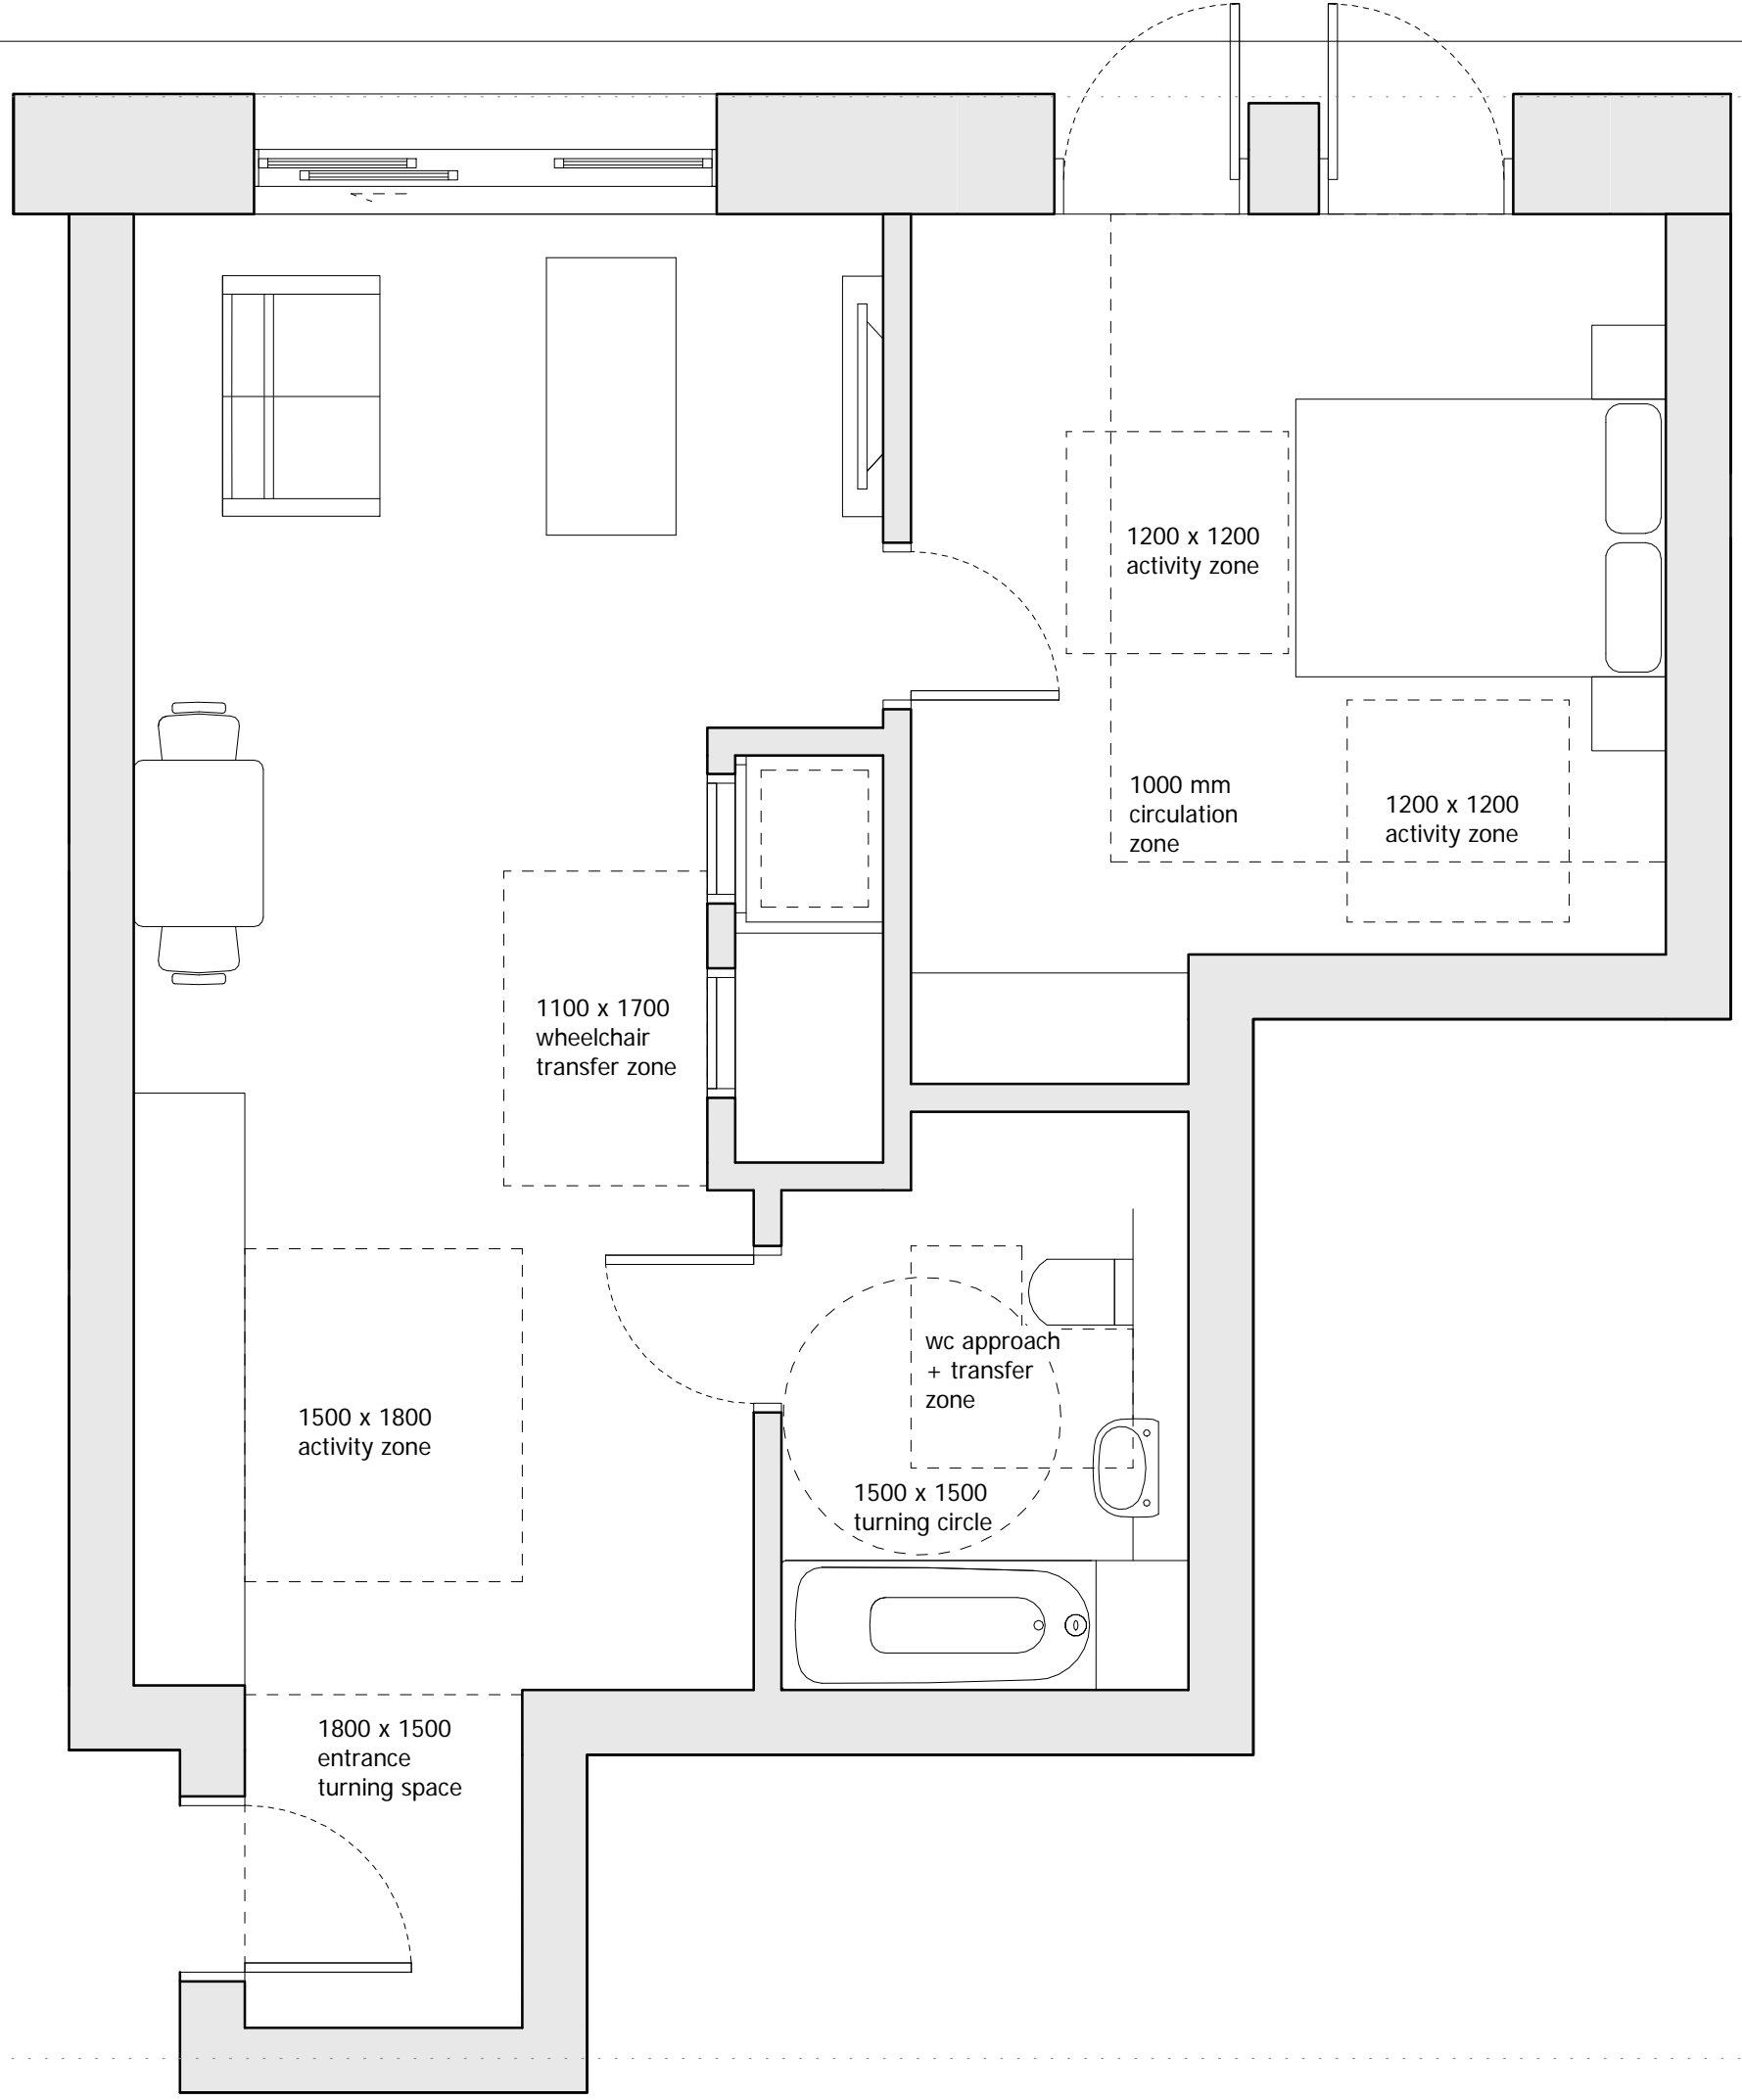 1200 x 1200
activity zone
1000 mm
circulation
zone
1200 x 1200
activity zone
1100 x 1700
wheelchair
transfer zone
wc approach
+ transfer
zone
1500 x 1800
activity zone
1500 x 1500
turning circle
1800 x 1500
entrance
turning space